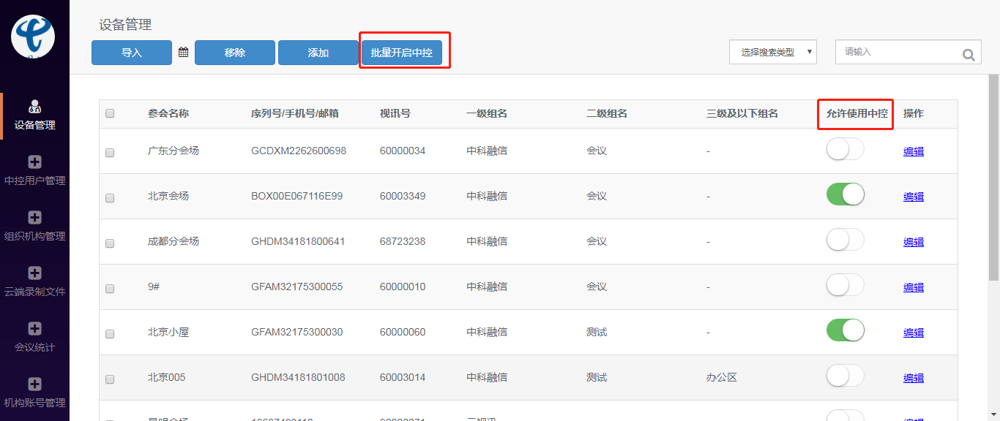 设备管理
导入 移除 添加 批量开启中控 选择搜索类型 请输入
设备管理
中控用户管理
组织机构管理
云端录制文件
会议统计
机构账号管理
参会名称 序列号/手机号/邮箱 视讯号 一级组名 二级组名 三级及以下组名 允许使用中控 操作
广东分会场 GCDXM2262600698 60000034 中科融信 会议 - 编辑
北京会场 BOX00E067116E99 60003349 中科融信 会议 - 编辑
成都分会场 GHDM34181800641 68723238 中科融信 会议 - 编辑
9# GFAM32175300055 60000010 中科融信 会议 - 编辑
北京小屋 GFAM32175300030 60000060 中科融信 测试 - 编辑
北京005 GHDM34181801008 60003014 中科融信 测试 办公区 编辑